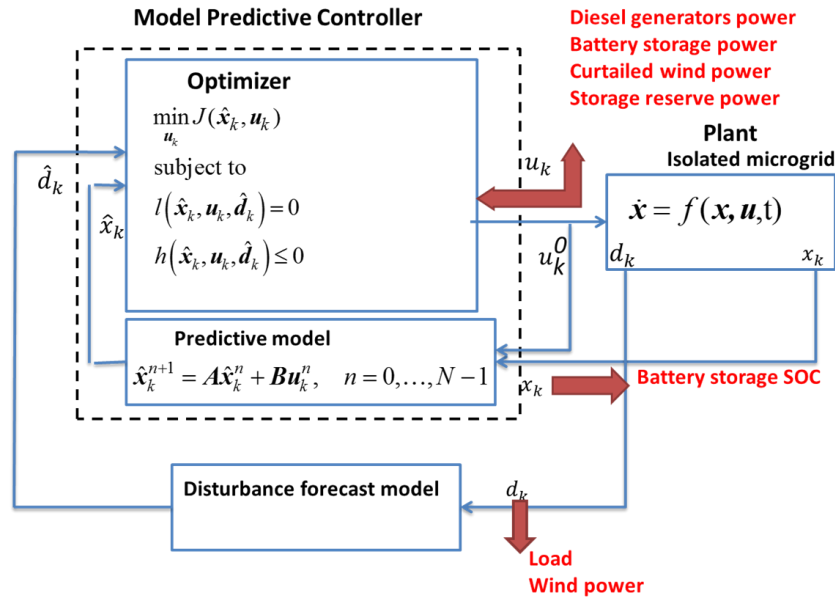 Model Predictive Controller
Diesel generators power
Battery storage power
Curtailed wind power
Storage reserve power
Optimizer
min J(x̂ₖ, uₖ)
uₖ
subject to
l(x̂ₖ, uₖ, d̂ₖ) = 0
h(x̂ₖ, uₖ, d̂ₖ) ≤ 0
Plant
Isolated microgrid
ẋ = f(x, u,t)
dₖ
xₖ
uₖ
uₖ⁰
d̂ₖ
x̂ₖ
Predictive model
x̂ₖⁿ⁺¹ = Ax̂ₖⁿ + Buₖⁿ, n = 0,…, N − 1
xₖ
Battery storage SOC
Disturbance forecast model
dₖ
Load
Wind power